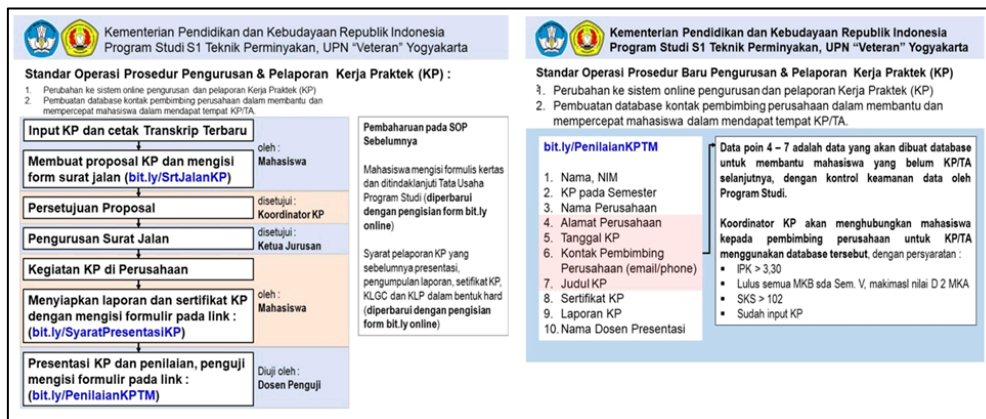 Kementerian Pendidikan dan Kebudayaan Republik Indonesia
Program Studi S1 Teknik Perminyakan, UPN “Veteran” Yogyakarta
Standar Operasi Prosedur Pengurusan & Pelaporan Kerja Praktek (KP) :
1. Perubahan ke sistem online pengurusan dan pelaporan Kerja Praktek (KP)
2. Pembuatan database kontak pembimbing perusahaan dalam membantu dan
mempercepat mahasiswa dalam mendapat tempat KP/TA.
Input KP dan cetak Transkrip Terbaru
Membuat proposal KP dan mengisi
form surat jalan (bit.ly/SrtJalanKP)
oleh :
Mahasiswa
Persetujuan Proposal
disetujui :
Koordinator KP
Pengurusan Surat Jalan
disetujui :
Ketua Jurusan
Kegiatan KP di Perusahaan
Menyiapkan laporan dan sertifikat KP
dengan mengisi formulir pada link :
(bit.ly/SyaratPresentasiKP)
oleh :
Mahasiswa
Presentasi KP dan penilaian, penguji
mengisi formulir pada link :
(bit.ly/PenilaianKPTM)
Diuji oleh :
Dosen Penguji
Pembaharuan pada SOP
Sebelumnya
Mahasiswa mengisi formulis kertas
dan ditindaklanjuti Tata Usaha
Program Studi (diperbarui
dengan pengisian form bit.ly
online)
Syarat pelaporan KP yang
sebelumnya presentasi,
pengumpulan laporan, setifikat KP,
KLGC dan KLP dalam bentuk hard
(diperbarui dengan pengisian
form bit.ly online)
Kementerian Pendidikan dan Kebudayaan Republik Indonesia
Program Studi S1 Teknik Perminyakan, UPN “Veteran” Yogyakarta
Standar Operasi Prosedur Baru Pengurusan & Pelaporan Kerja Praktek (KP)
1. Perubahan ke sistem online pengurusan dan pelaporan Kerja Praktek (KP)
2. Pembuatan database kontak pembimbing perusahaan dalam membantu dan
mempercepat mahasiswa dalam mendapat tempat KP/TA.
bit.ly/PenilaianKPTM
1. Nama, NIM
2. KP pada Semester
3. Nama Perusahaan
4. Alamat Perusahaan
5. Tanggal KP
6. Kontak Pembimbing
Perusahaan (email/phone)
7. Judul KP
8. Sertifikat KP
9. Laporan KP
10. Nama Dosen Presentasi
Data poin 4 – 7 adalah data yang akan dibuat database
untuk membantu mahasiswa yang belum KP/TA
selanjutnya, dengan kontrol keamanan data oleh
Program Studi.
Koordinator KP akan menghubungkan mahasiswa
kepada pembimbing perusahaan untuk KP/TA
menggunakan database tersebut, dengan persyaratan :
▪ IPK > 3,30
▪ Lulus semua MKB sda Sem. V, makimasl nilai D 2 MKA
▪ SKS > 102
▪ Sudah input KP